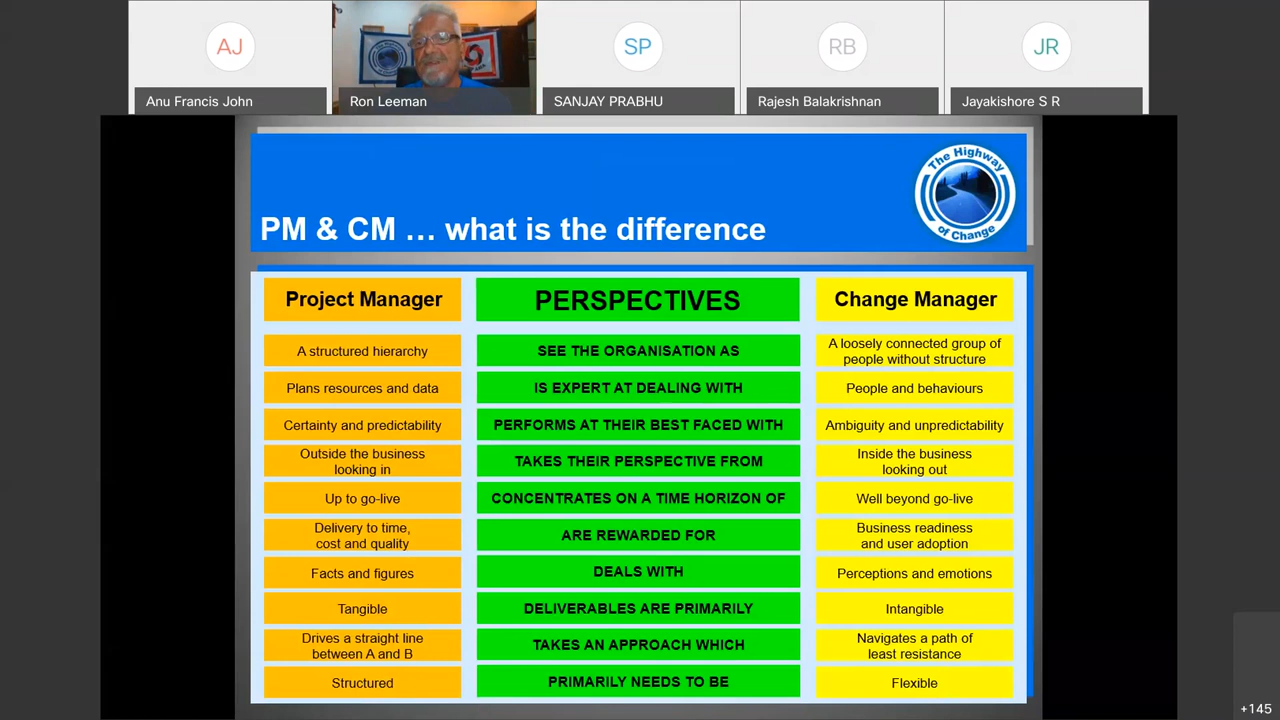 AJ
SP
RB
JR
Anu Francis John
Ron Leeman
SANJAY PRABHU
Rajesh Balakrishnan
Jayakishore S R
The Highway
of Change
PM & CM … what is the difference
Project Manager
PERSPECTIVES
Change Manager
A structured hierarchy
SEE THE ORGANISATION AS
A loosely connected group of
people without structure
Plans resources and data
IS EXPERT AT DEALING WITH
People and behaviours
Certainty and predictability
PERFORMS AT THEIR BEST FACED WITH
Ambiguity and unpredictability
Outside the business
looking in
TAKES THEIR PERSPECTIVE FROM
Inside the business
looking out
Up to go-live
CONCENTRATES ON A TIME HORIZON OF
Well beyond go-live
Delivery to time,
cost and quality
ARE REWARDED FOR
Business readiness
and user adoption
Facts and figures
DEALS WITH
Perceptions and emotions
Tangible
DELIVERABLES ARE PRIMARILY
Intangible
Drives a straight line
between A and B
TAKES AN APPROACH WHICH
Navigates a path of
least resistance
Structured
PRIMARILY NEEDS TO BE
Flexible
+145